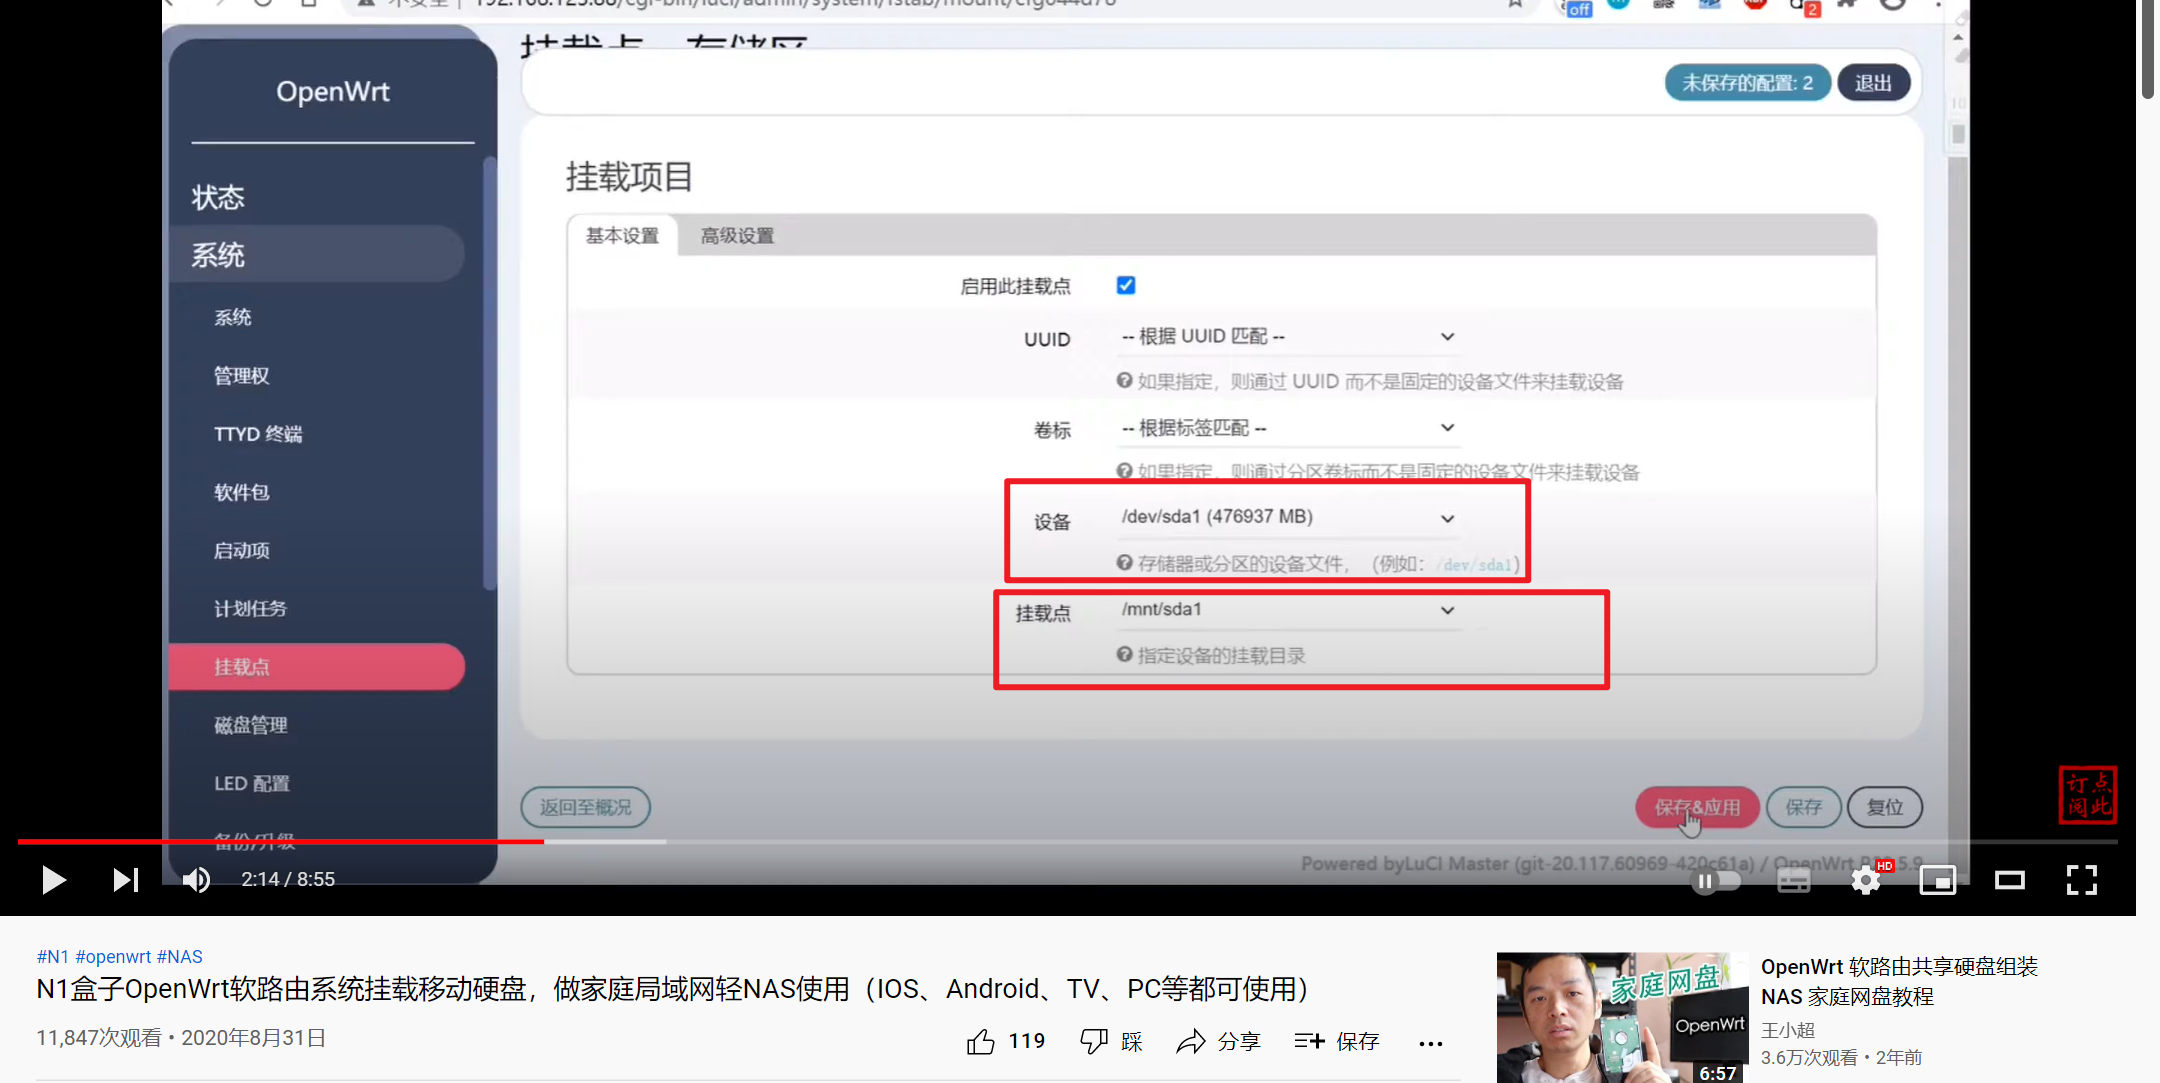 192.168.123.88/cgi-bin/luci/admin/system/fstab/mount/cfg
off
2
OpenWrt
未保存的配置: 2
退出
挂载项目
状态
系统
系统
管理权
TTYD 终端
软件包
启动项
计划任务
挂载点
磁盘管理
LED 配置
备份/升级
基本设置
高级设置
启用此挂载点
UUID
-- 根据 UUID 匹配 --
如果指定，则通过 UUID 而不是固定的设备文件来挂载设备
卷标
-- 根据标签匹配 --
如果指定，则通过分区卷标而不是固定的设备文件来挂载设备
设备
/dev/sda1 (476937 MB)
存储器或分区的设备文件，（例如：/dev/sda1）
挂载点
/mnt/sda1
指定设备的挂载目录
返回至概况
保存&应用
保存
复位
订点
阅此
Powered byLuCI Master (git-20.117.60969-420c61a) / OpenWrt
2:14 / 8:55
HD
#N1 #openwrt #NAS
N1盒子OpenWrt软路由系统挂载移动硬盘，做家庭局域网轻NAS使用（IOS、Android、TV、PC等都可使用）
11,847次观看 • 2020年8月31日
119
踩
分享
保存
家庭网盘
OpenWrt
6:57
OpenWrt 软路由共享硬盘组装
NAS 家庭网盘教程
王小超
3.6万次观看 • 2年前